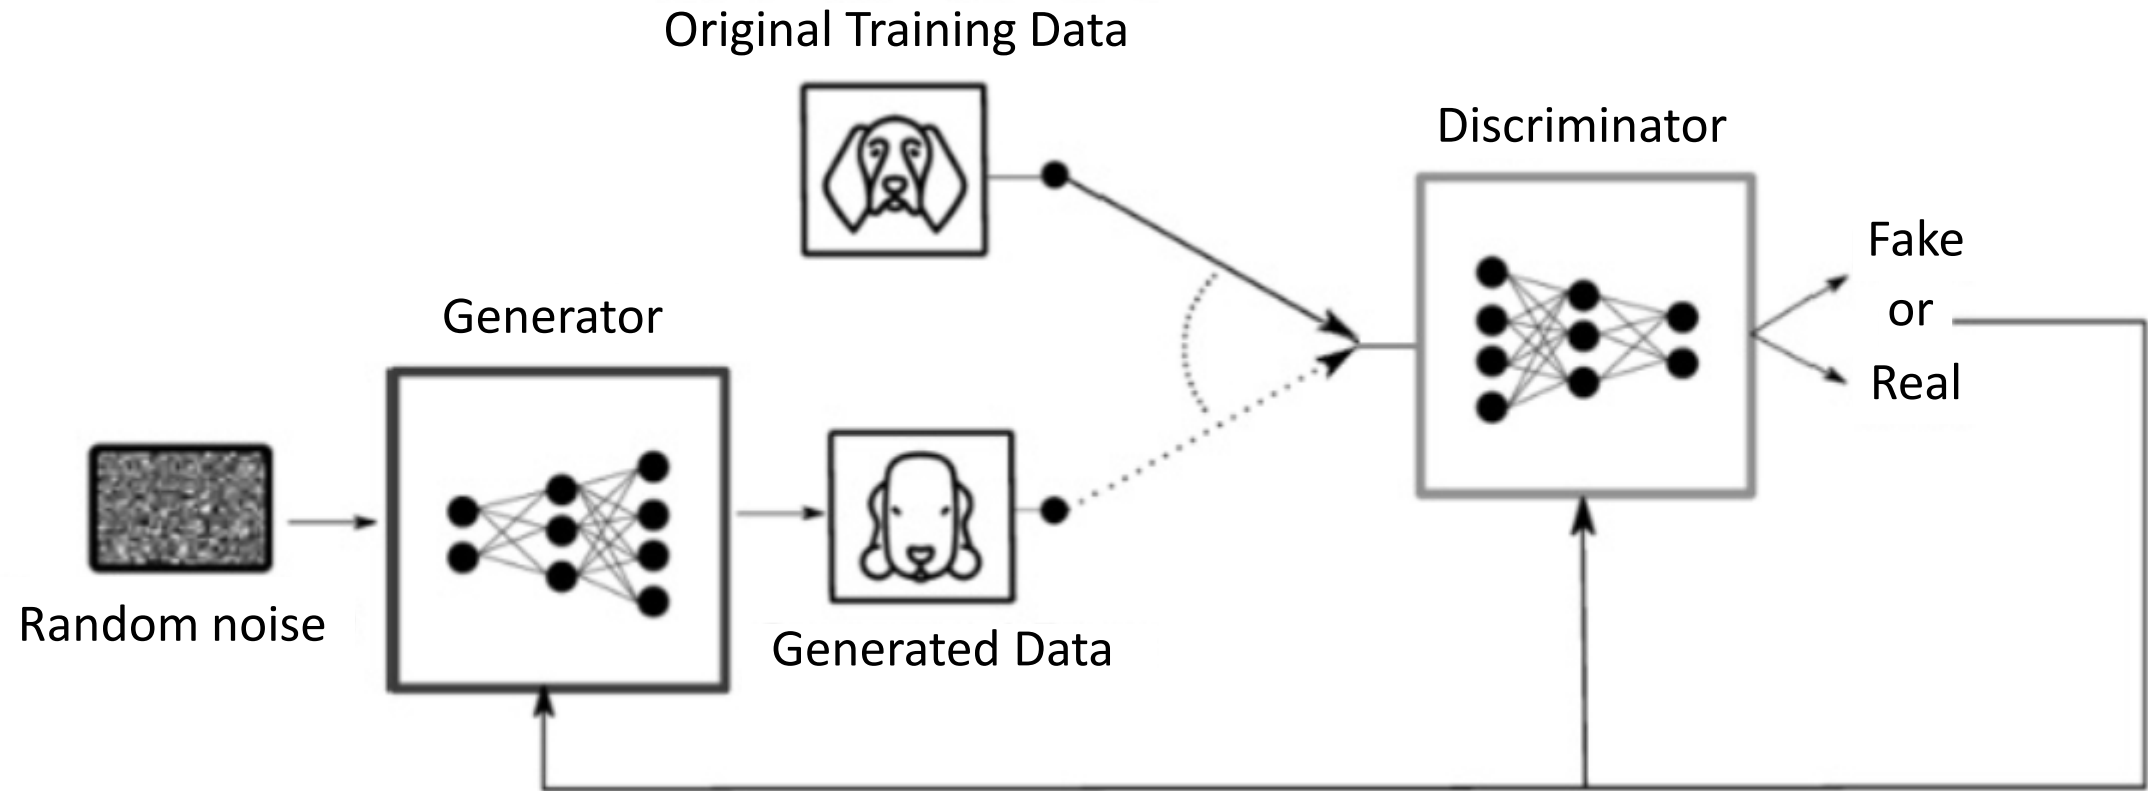 Original Training Data
Discriminator
Fake
or
Real
Generator
Random noise
Generated Data